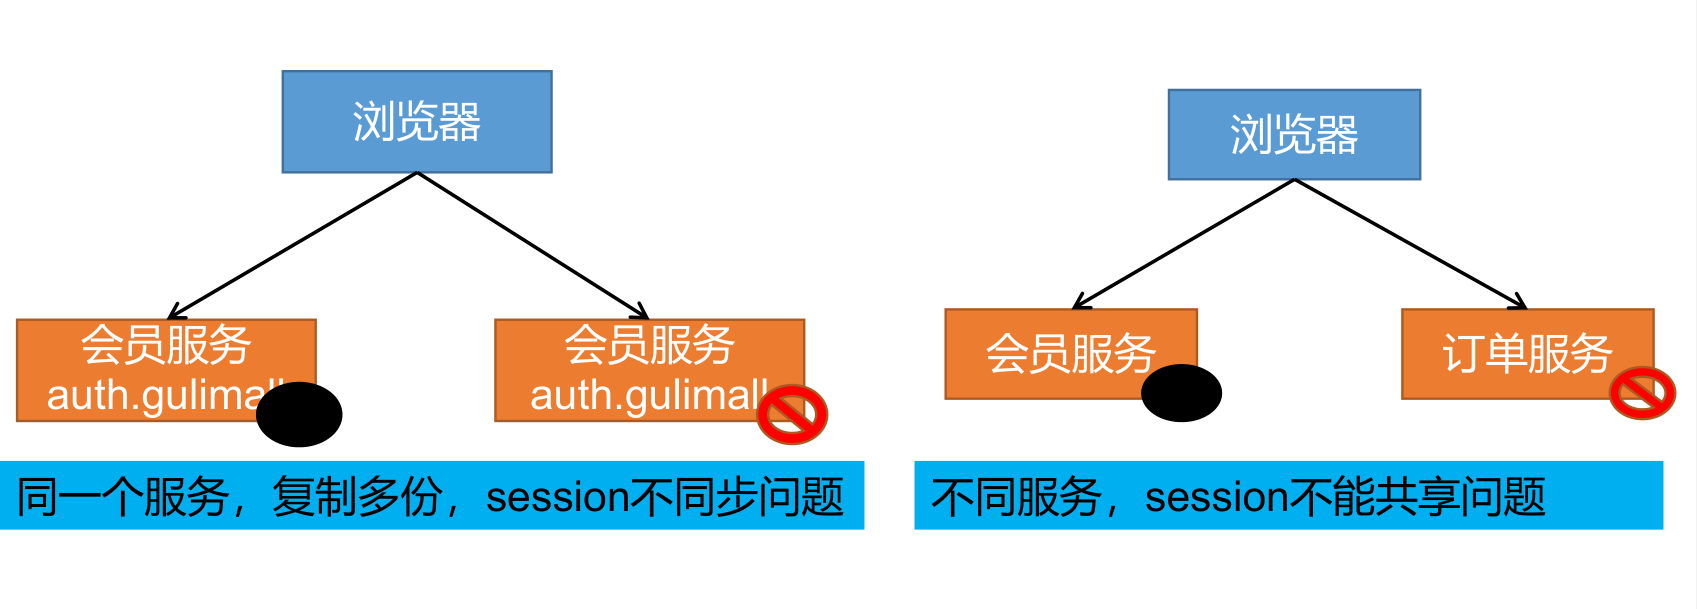 浏览器
会员服务
auth.gulimall
会员服务
auth.gulimall
同一个服务，复制多份，session不同步问题
浏览器
会员服务
订单服务
不同服务，session不能共享问题